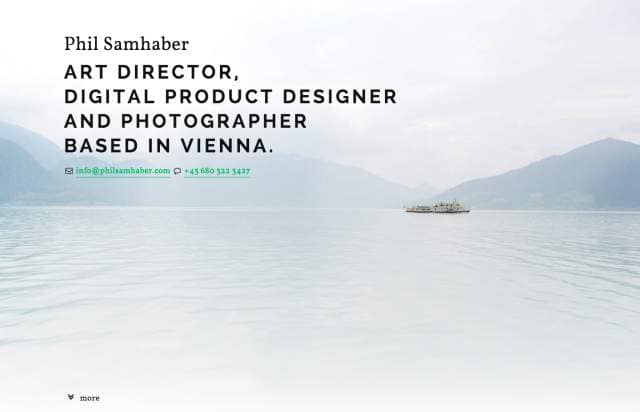 Phil Samhaber
ART DIRECTOR,
DIGITAL PRODUCT DESIGNER
AND PHOTOGRAPHER
BASED IN VIENNA.
info@philsamhaber.com +43 680 322 3427
more